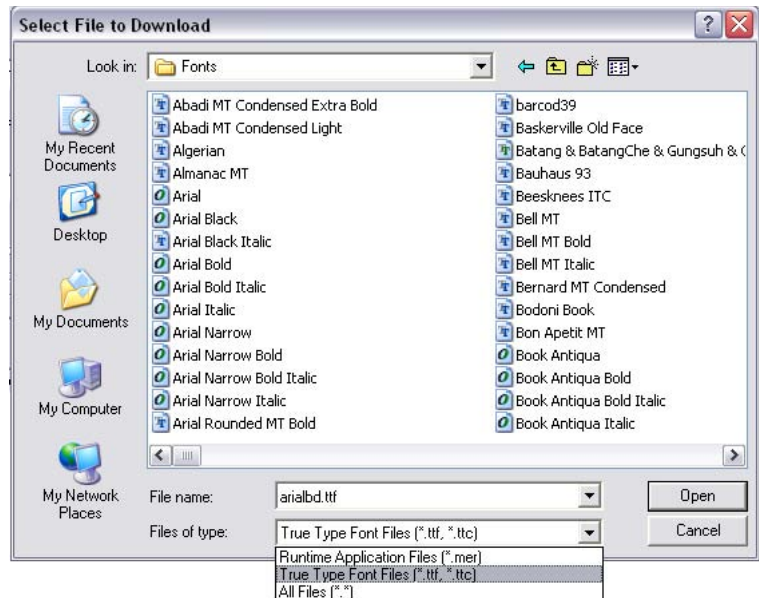 Select File to Download
Look in: Fonts
My Recent
Documents
Desktop
My Documents
My Computer
My Network
Places
Abadi MT Condensed Extra Bold
Abadi MT Condensed Light
Algerian
Almanac MT
Arial
Arial Black
Arial Black Italic
Arial Bold
Arial Bold Italic
Arial Italic
Arial Narrow
Arial Narrow Bold
Arial Narrow Bold Italic
Arial Narrow Italic
Arial Rounded MT Bold
barcod39
Baskerville Old Face
Batang & BatangChe & Gungsuh & G
Bauhaus 93
Beesknees ITC
Bell MT
Bell MT Bold
Bell MT Italic
Bernard MT Condensed
Bodoni Book
Bon Apetit MT
Book Antiqua
Book Antiqua Bold
Book Antiqua Bold Italic
Book Antiqua Italic
File name: arialbd.ttf Open
Files of type: True Type Font Files (*.ttf, *.ttc) Cancel
Runtime Application Files (*.mer)
True Type Font Files (*.ttf, *.ttc)
All Files (*.*)